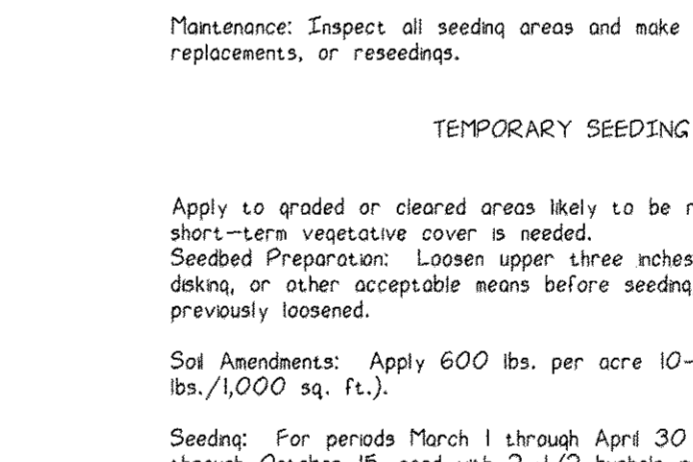 Maintenance: Inspect all seeding areas and make
replacements, or reseedings.
TEMPORARY SEEDING
Apply to graded or cleared areas likely to be
short-term vegetative cover is needed.
Seedbed Preparation: Loosen upper three inches
disking, or other acceptable means before seeding
previously loosened.
Soil Amendments: Apply 600 lbs. per acre 10-
lbs./1,000 sq. ft.).
Seeding: For periods March 1 through April 30